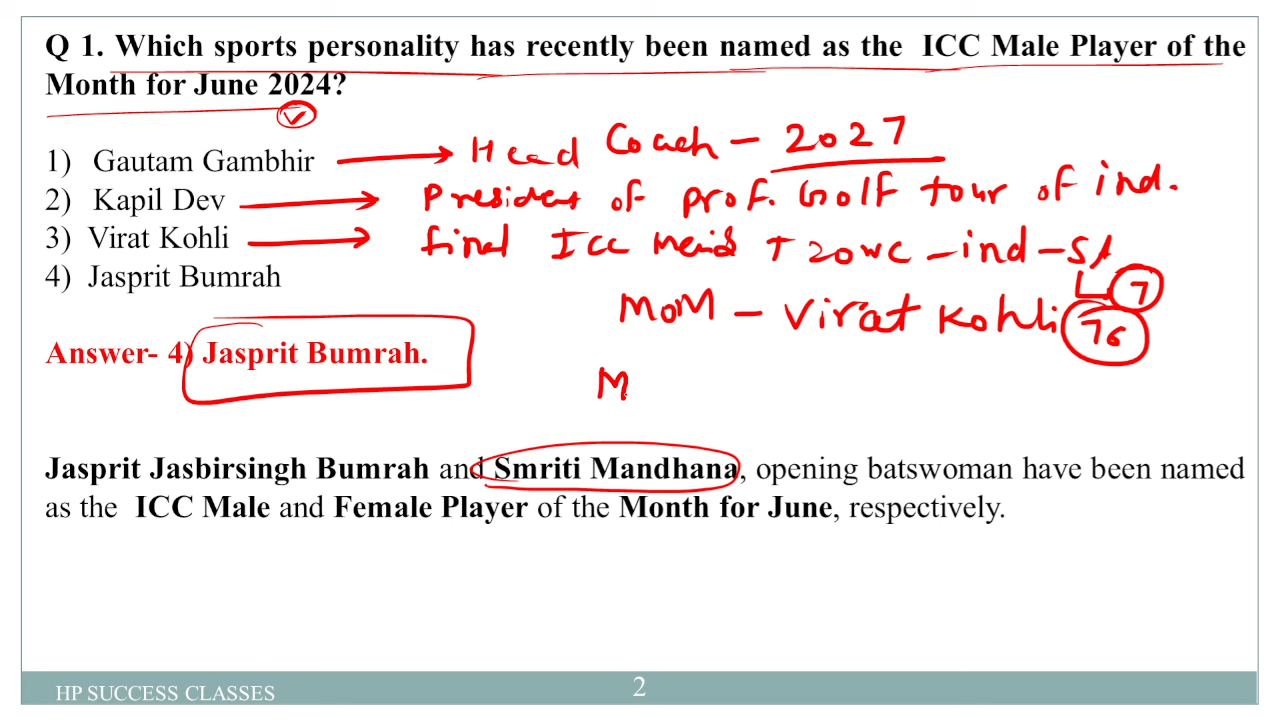 Q 1. Which sports personality has recently been named as the ICC Male Player of the
Month for June 2024?
1) Gautam Gambhir → Head Coach - 2027
2) Kapil Dev → President of prof. Golf tour of ind.
3) Virat Kohli → final ICC T20WC - ind - SA
7
4) Jasprit Bumrah
MOM - Virat Kohli 76
Answer- 4) Jasprit Bumrah.
M
Jasprit Jasbirsingh Bumrah and Smriti Mandhana, opening batswoman have been named
as the ICC Male and Female Player of the Month for June, respectively.
HP SUCCESS CLASSES
2